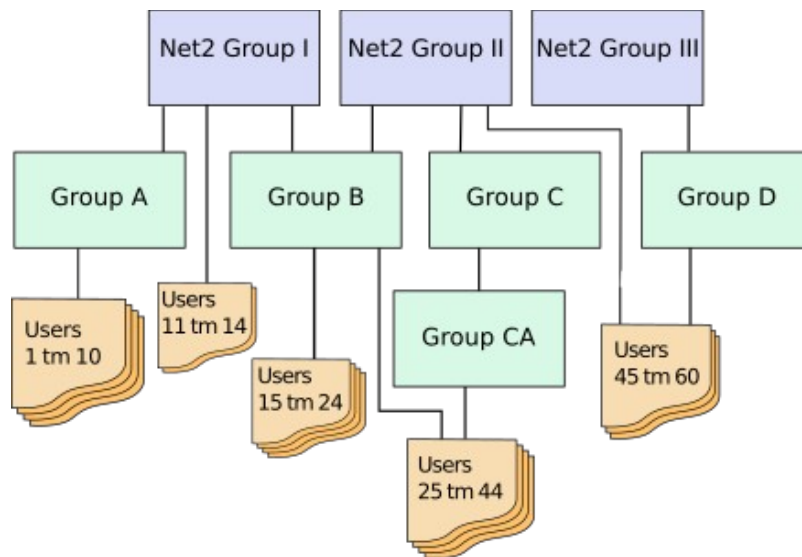 Net2 Group I
Net2 Group II
Net2 Group III
Group A
Group B
Group C
Group D
Users
1 tm 10
Users
11 tm 14
Group CA
Users
15 tm 24
Users
45 tm 60
Users
25 tm 44